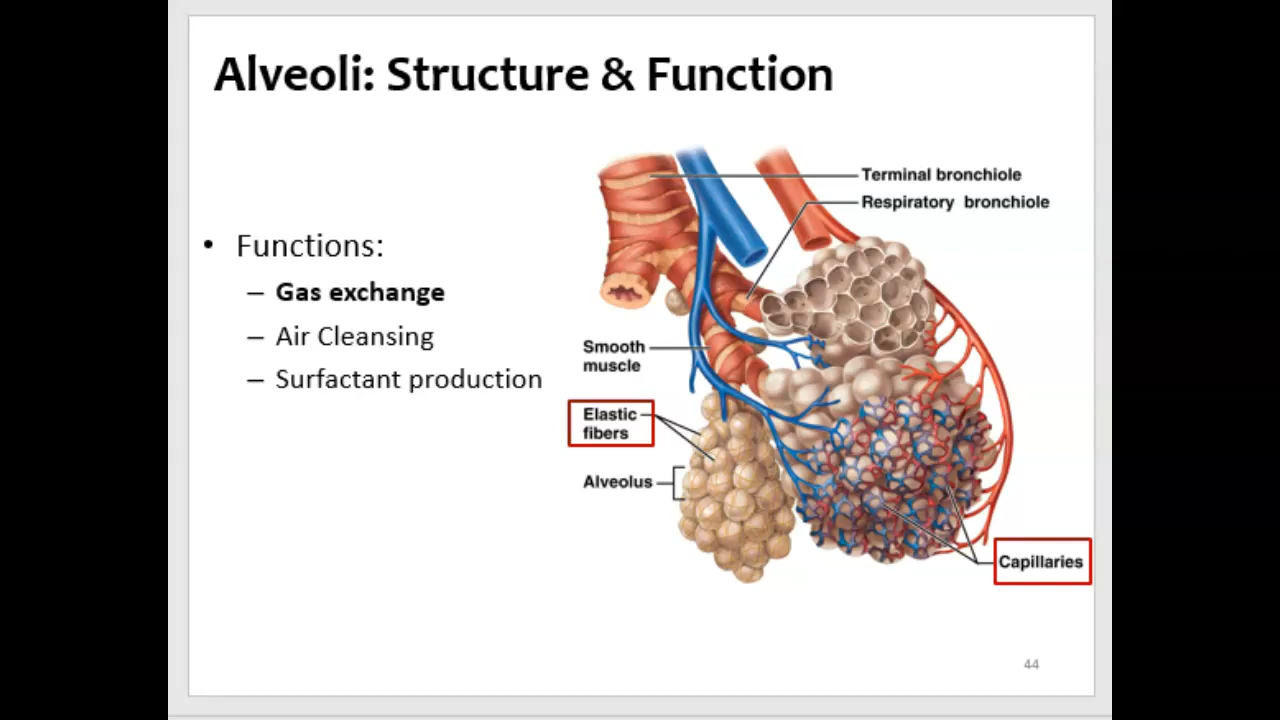 Alveoli: Structure & Function
• Functions:
– Gas exchange
– Air Cleansing
– Surfactant production
Terminal bronchiole
Respiratory bronchiole
Smooth
muscle
Elastic
fibers
Alveolus
Capillaries
44